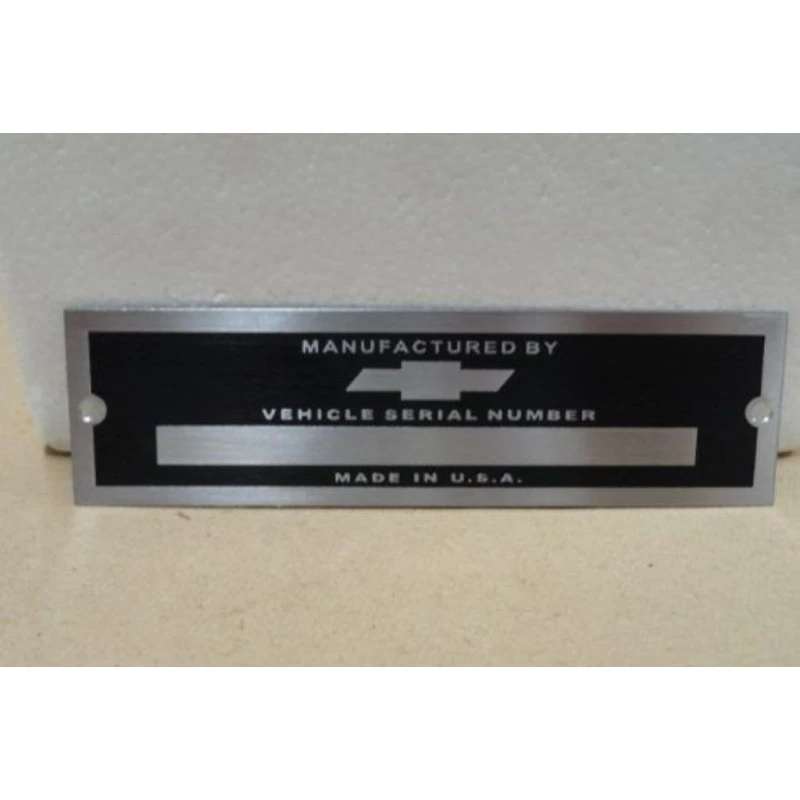 MANUFACTURED BY
VEHICLE SERIAL NUMBER
MADE IN U.S.A.